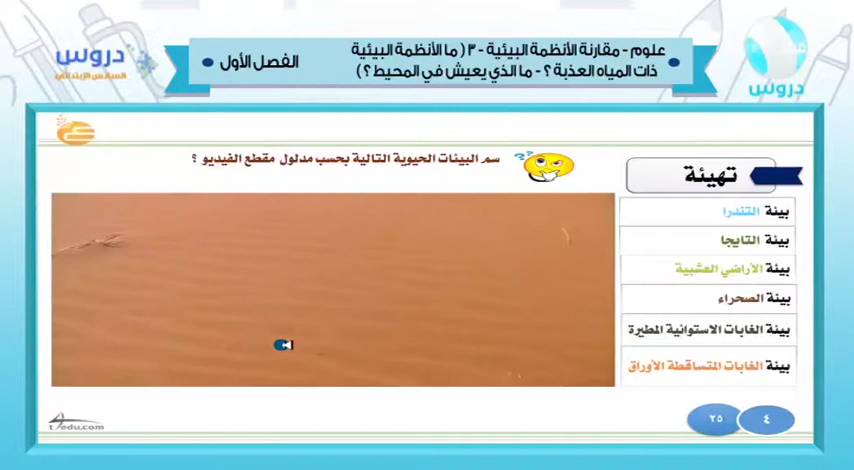 علوم - مقارنة الأنظمة البيئية - ٣ ( ما الأنظمة البيئية
ذات المياه العذبة ؟ - ما الذي يعيش في المحيط ؟ )
الفصل الأول
دروس
السادس الإبتدائي
دروس
تهيئة
سم البيئات الحيوية التالية بحسب مدلول مقطع الفيديو ؟
بيئة التندرا
بيئة التايجا
بيئة الأراضي العشبية
بيئة الصحراء
بيئة الغابات الاستوائية المطيرة
بيئة الغابات المتساقطة الأوراق
٤
٢٥
t4edu.com